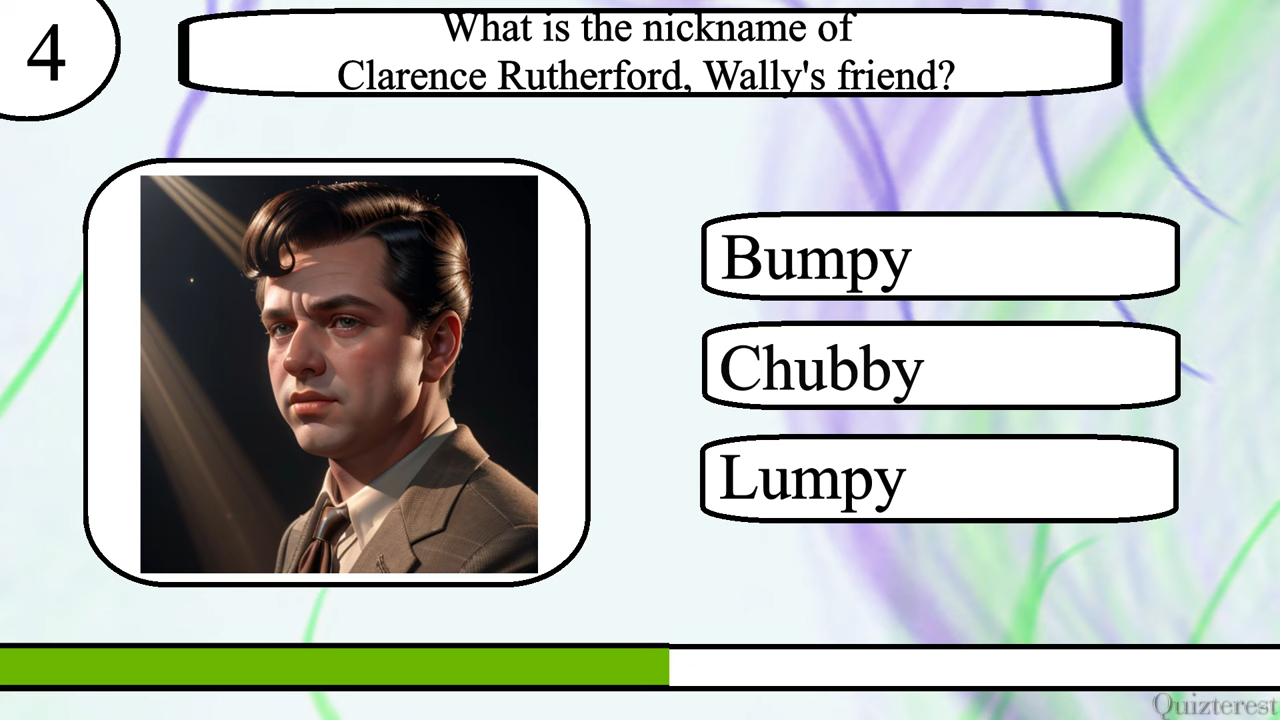 4
What is the nickname of
Clarence Rutherford, Wally's friend?
Bumpy
Chubby
Lumpy
Quizterest